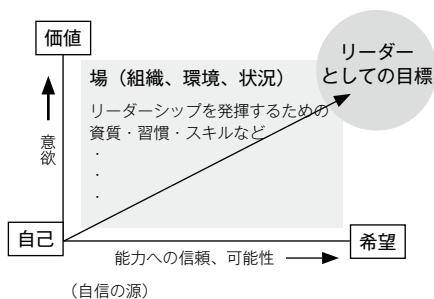 価値
リーダー
としての目標
場（組織、環境、状況）
リーダーシップを発揮するための
資質・習慣・スキルなど
・
・
・
意欲
自己
希望
能力への信頼、可能性
（自信の源）